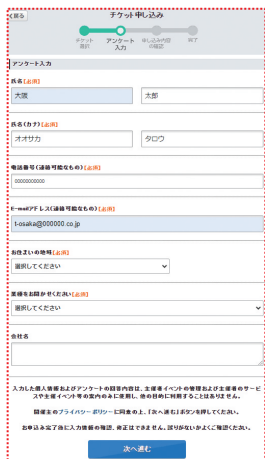 く戻る
チケット申し込み
チケット
選択
アンケート
入力
申し込み内容
の確認
完了
アンケート入力
氏名[必須]
大阪
太郎
氏名(カナ)[必須]
オオサカ
タロウ
電話番号(連絡可能なもの)[必須]
00000000000
E-mailアドレス(連絡可能なもの)[必須]
t-osaka@000000.co.jp
お住まいの地域[必須]
選択してください
業種をお聞かせください[必須]
選択してください
会社名
入力した個人情報およびアンケートの回答内容は、主催者イベントの管理および主催者のサービ
スや主催イベント等の案内のみに使用し、他の目的に利用することはありません。
開催主のプライバシー ポリシーに同意の上、「次へ進む」ボタンを押してください。
お申込み完了後に入力情報の確認、修正はできません。誤りがないかよくご確認ください。
次へ進む